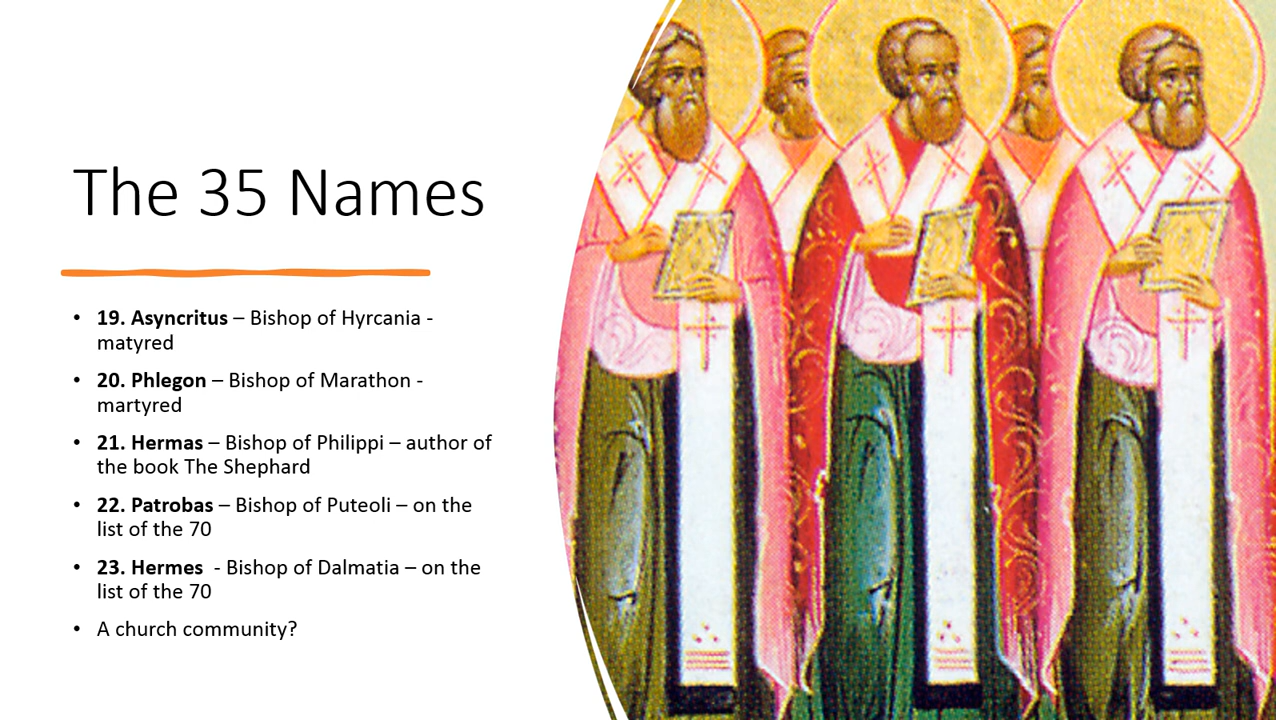 The 35 Names
• 19. Asyncritus – Bishop of Hyrcania -
matyred
• 20. Phlegon – Bishop of Marathon -
martyred
• 21. Hermas – Bishop of Philippi – author of
the book The Shephard
• 22. Patrobas – Bishop of Puteoli – on the
list of the 70
• 23. Hermes - Bishop of Dalmatia – on the
list of the 70
• A church community?